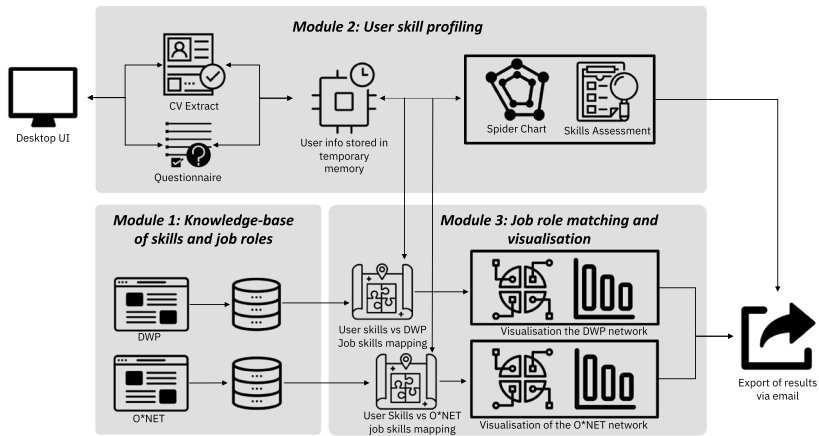 Module 2: User skill profiling
Desktop UI
CV Extract
Questionnaire
User info stored in
temporary
memory
Spider Chart
Skills Assessment
Module 1: Knowledge-base
of skills and job roles
DWP
O*NET
Module 3: Job role matching and
visualisation
User skills vs DWP
Job skills mapping
Visualisation the DWP network
User Skills vs O*NET
job skills mapping
Visualisation of the O*NET network
Export of results
via email